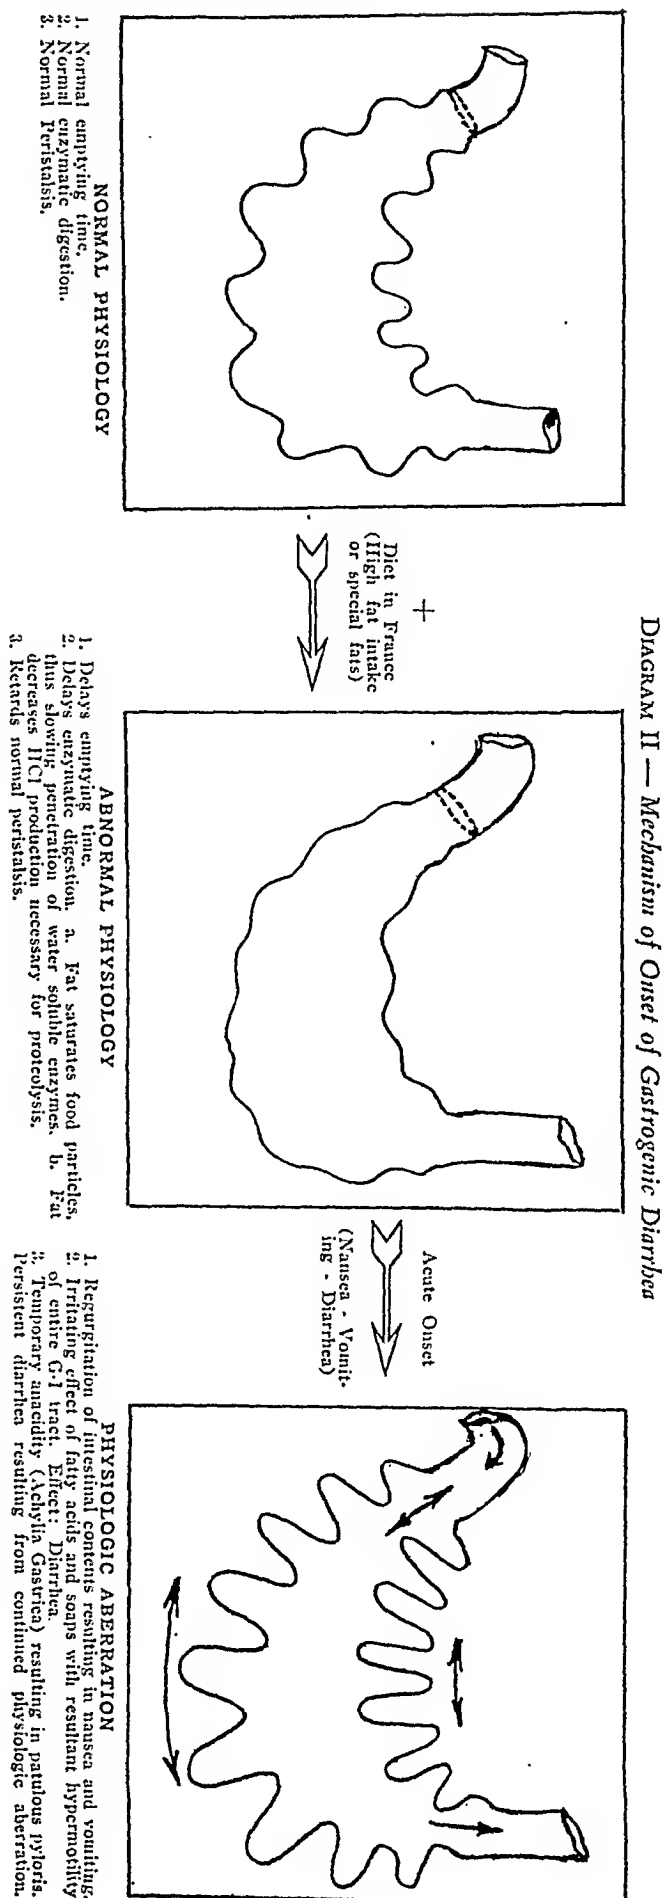 DIAGRAM II — Mechanism of Onset of Gastrogenic Diarrhea
NORMAL PHYSIOLOGY
1. Normal emptying time.
2. Normal enzymatic digestion.
3. Normal Peristalsis.
+
Diet in France
(High fat intake
or special fats)
ABNORMAL PHYSIOLOGY
1. Delays emptying time.
2. Delays enzymatic digestion. a. Fat saturates food particles,
thus slowing penetration of water soluble enzymes. b. Fat
decreases HCl production necessary for proteolysis.
3. Retards normal peristalsis.
Acute Onset
(Nausea - Vomit-
ing - Diarrhea)
PHYSIOLOGIC ABERRATION
1. Regurgitation of intestinal contents resulting in nausea and vomiting.
2. Irritating effect of fatty acids and soaps with resultant hypermotility
of entire G-I tract. Effect: Diarrhea.
3. Temporary anacidity (Achylia Gastrica) resulting in patulous pyloris.
Persistent diarrhea resulting from continued physiologic aberration.